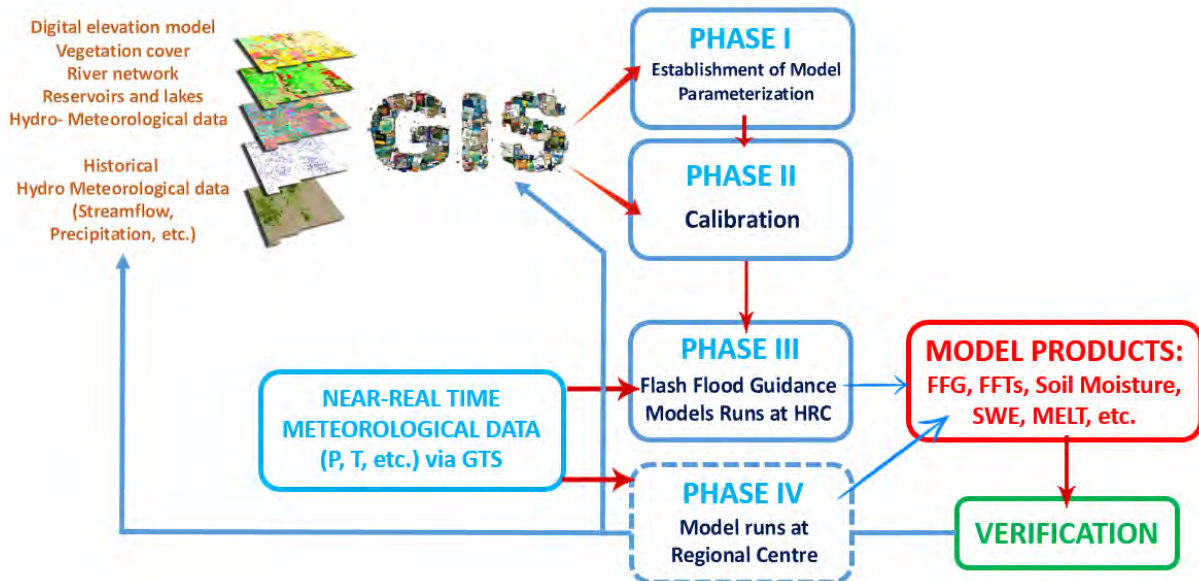 Digital elevation model
Vegetation cover
River network
Reservoirs and lakes
Hydro- Meteorological data
Historical
Hydro Meteorological data
(Streamflow,
Precipitation, etc.)
GIS
PHASE I
Establishment of Model
Parameterization
PHASE II
Calibration
PHASE III
Flash Flood Guidance
Models Runs at HRC
MODEL PRODUCTS:
FFG, FFTs, Soil Moisture,
SWE, MELT, etc.
NEAR-REAL TIME
METEOROLOGICAL DATA
(P, T, etc.) via GTS
PHASE IV
Model runs at
Regional Centre
VERIFICATION